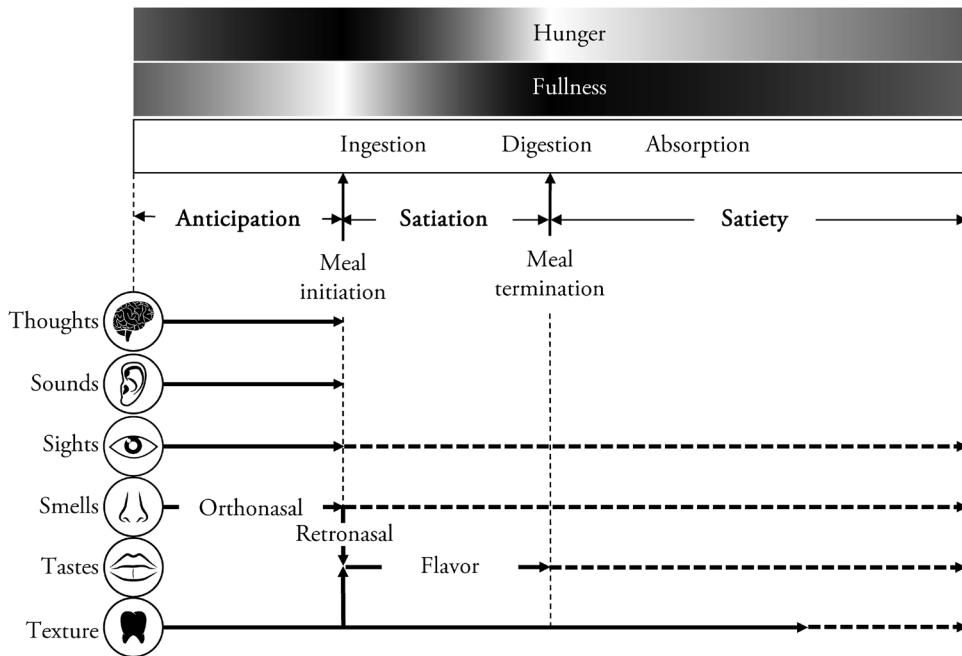 Hunger
Fullness
Ingestion Digestion Absorption
Anticipation Satiation Satiety
Meal initiation
Meal termination
Thoughts
Sounds
Sights
Smells Orthonasal
Retronasal
Tastes Flavor
Texture